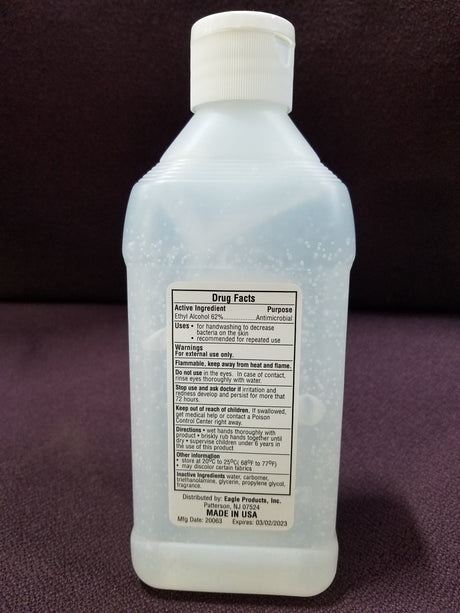 Drug Facts
Active Ingredient Purpose
Ethyl Alcohol 62%..................Antimicrobial
Uses • for handwashing to decrease
bacteria on the skin
• recommended for repeated use
Warnings
For external use only.
Flammable, keep away from heat and flame.
Do not use in the eyes. In case of contact,
rinse eyes thoroughly with water.
Stop use and ask doctor if irritation and
redness develop and persist for more that
72 hours.
Keep out of reach of children. If swallowed,
get medical help or contact a Poison
Control Center right away.
Directions • wet hands thoroughly with
product • briskly rub hands together until
dry • supervise children under 6 years in
the use of this product
Other information
• store at 20ºC to 25ºC( 68ºF to 77ºF)
• may discolor certain fabrics
Inactive Ingredients water, carbomer,
triethanolamine, glycerin, propylene glycol,
fragrance.
Distributed by: Eagle Products, Inc.
Patterson, NJ 07524
MADE IN USA
Mfg Date: 20063 Expires: 03/02/2023